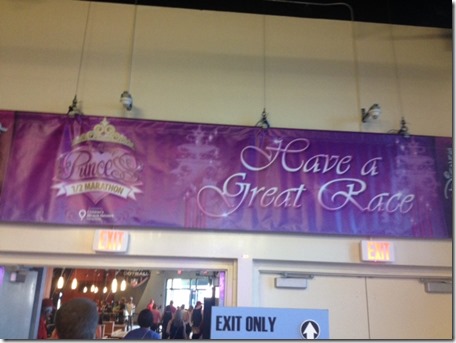 Princess
1/2 MARATHON
Have a
Great Race
EXIT
EXIT
EXIT ONLY